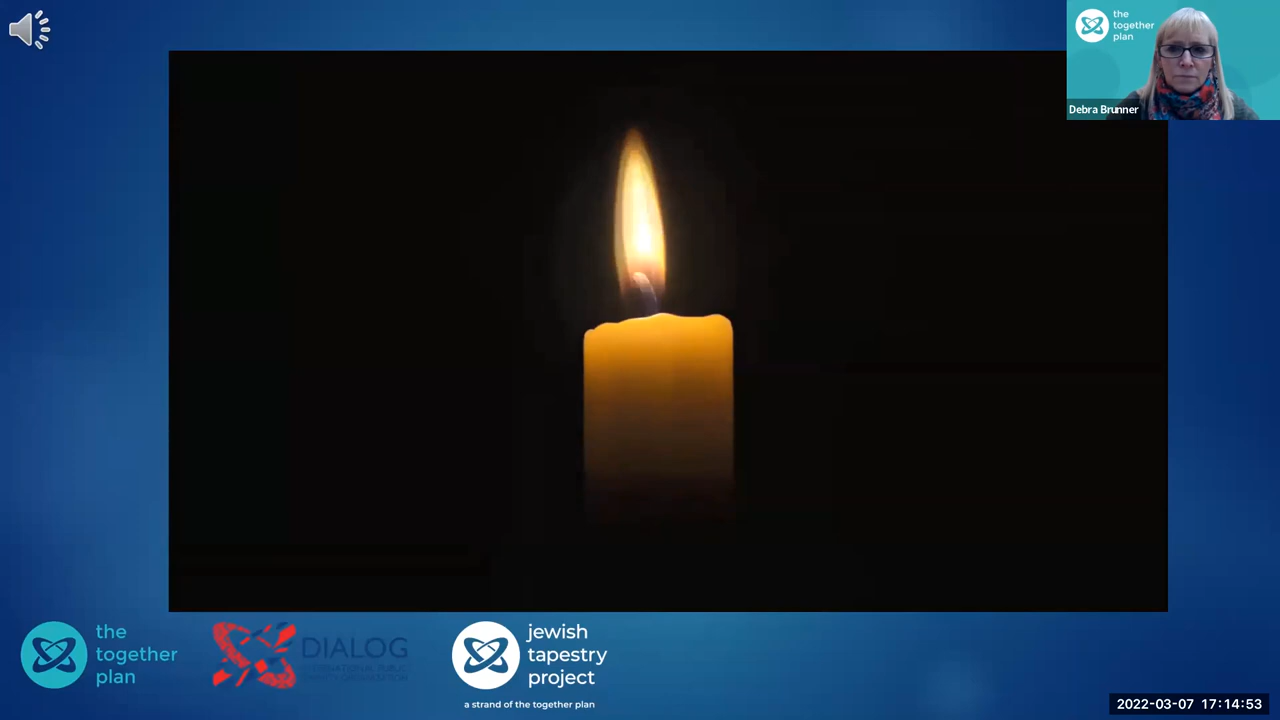 the
together
plan
Debra Brunner
the
together
plan
DIALOG
jewish
tapestry
project
a strand of the together plan
2022-03-07 17:14:53